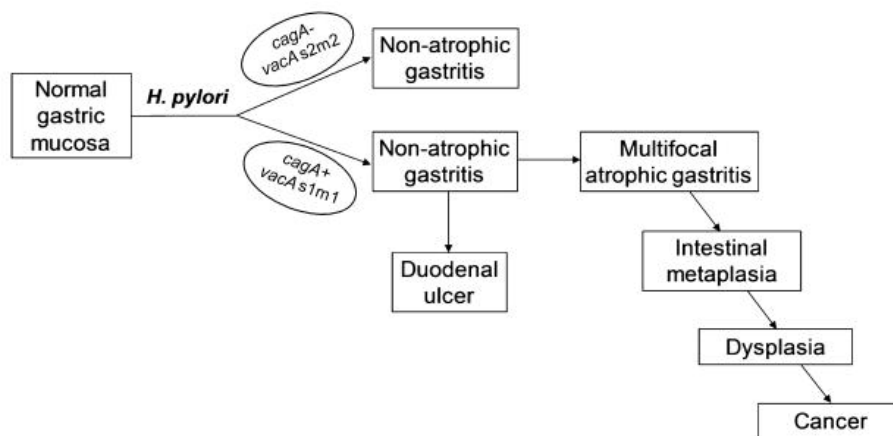 Normal
gastric
mucosa
H. pylori
cagA-
vacA s2m2
Non-atrophic
gastritis
cagA+
vacA s1m1
Non-atrophic
gastritis
Multifocal
atrophic gastritis
Duodenal
ulcer
Intestinal
metaplasia
Dysplasia
Cancer